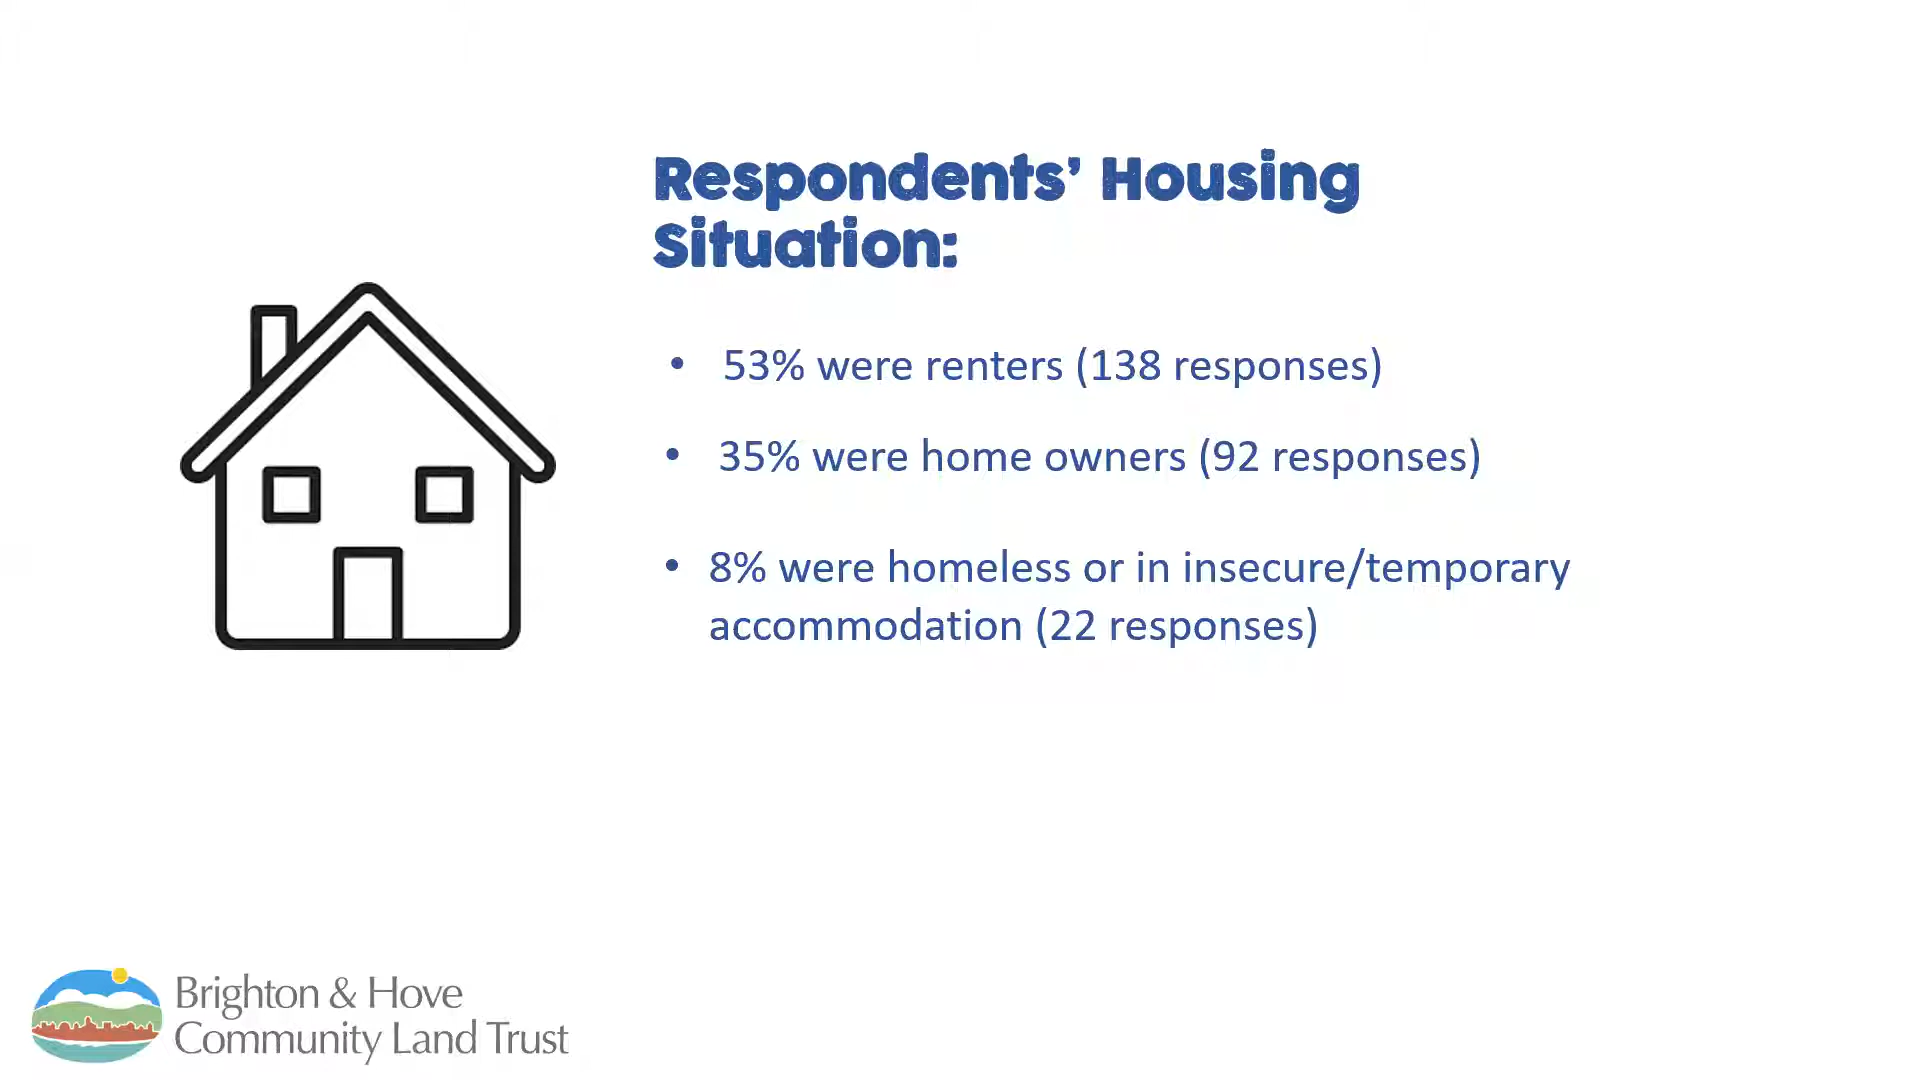 Respondents’ Housing
Situation:
• 53% were renters (138 responses)
• 35% were home owners (92 responses)
• 8% were homeless or in insecure/temporary
accommodation (22 responses)
Brighton & Hove
Community Land Trust